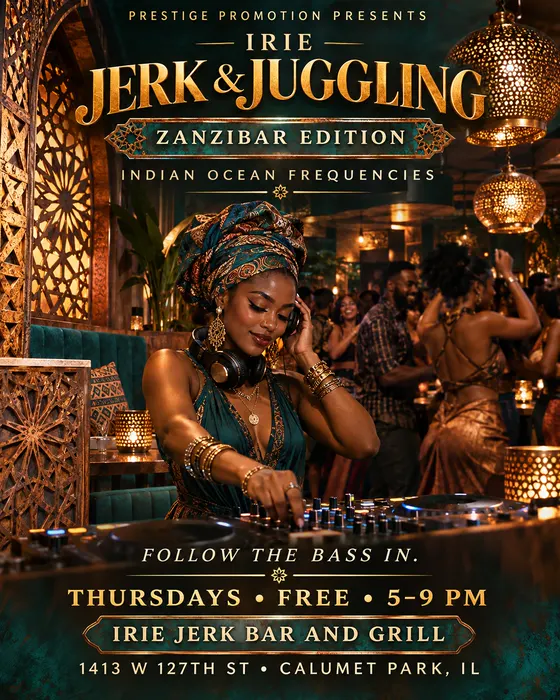 PRESTIGE PROMOTION PRESENTS
IRIE
JERK & JUGGLING
ZANZIBAR EDITION
INDIAN OCEAN FREQUENCIES
FOLLOW THE BASS IN.
THURSDAYS • FREE • 5–9 PM
IRIE JERK BAR AND GRILL
1413 W 127TH ST • CALUMET PARK, IL